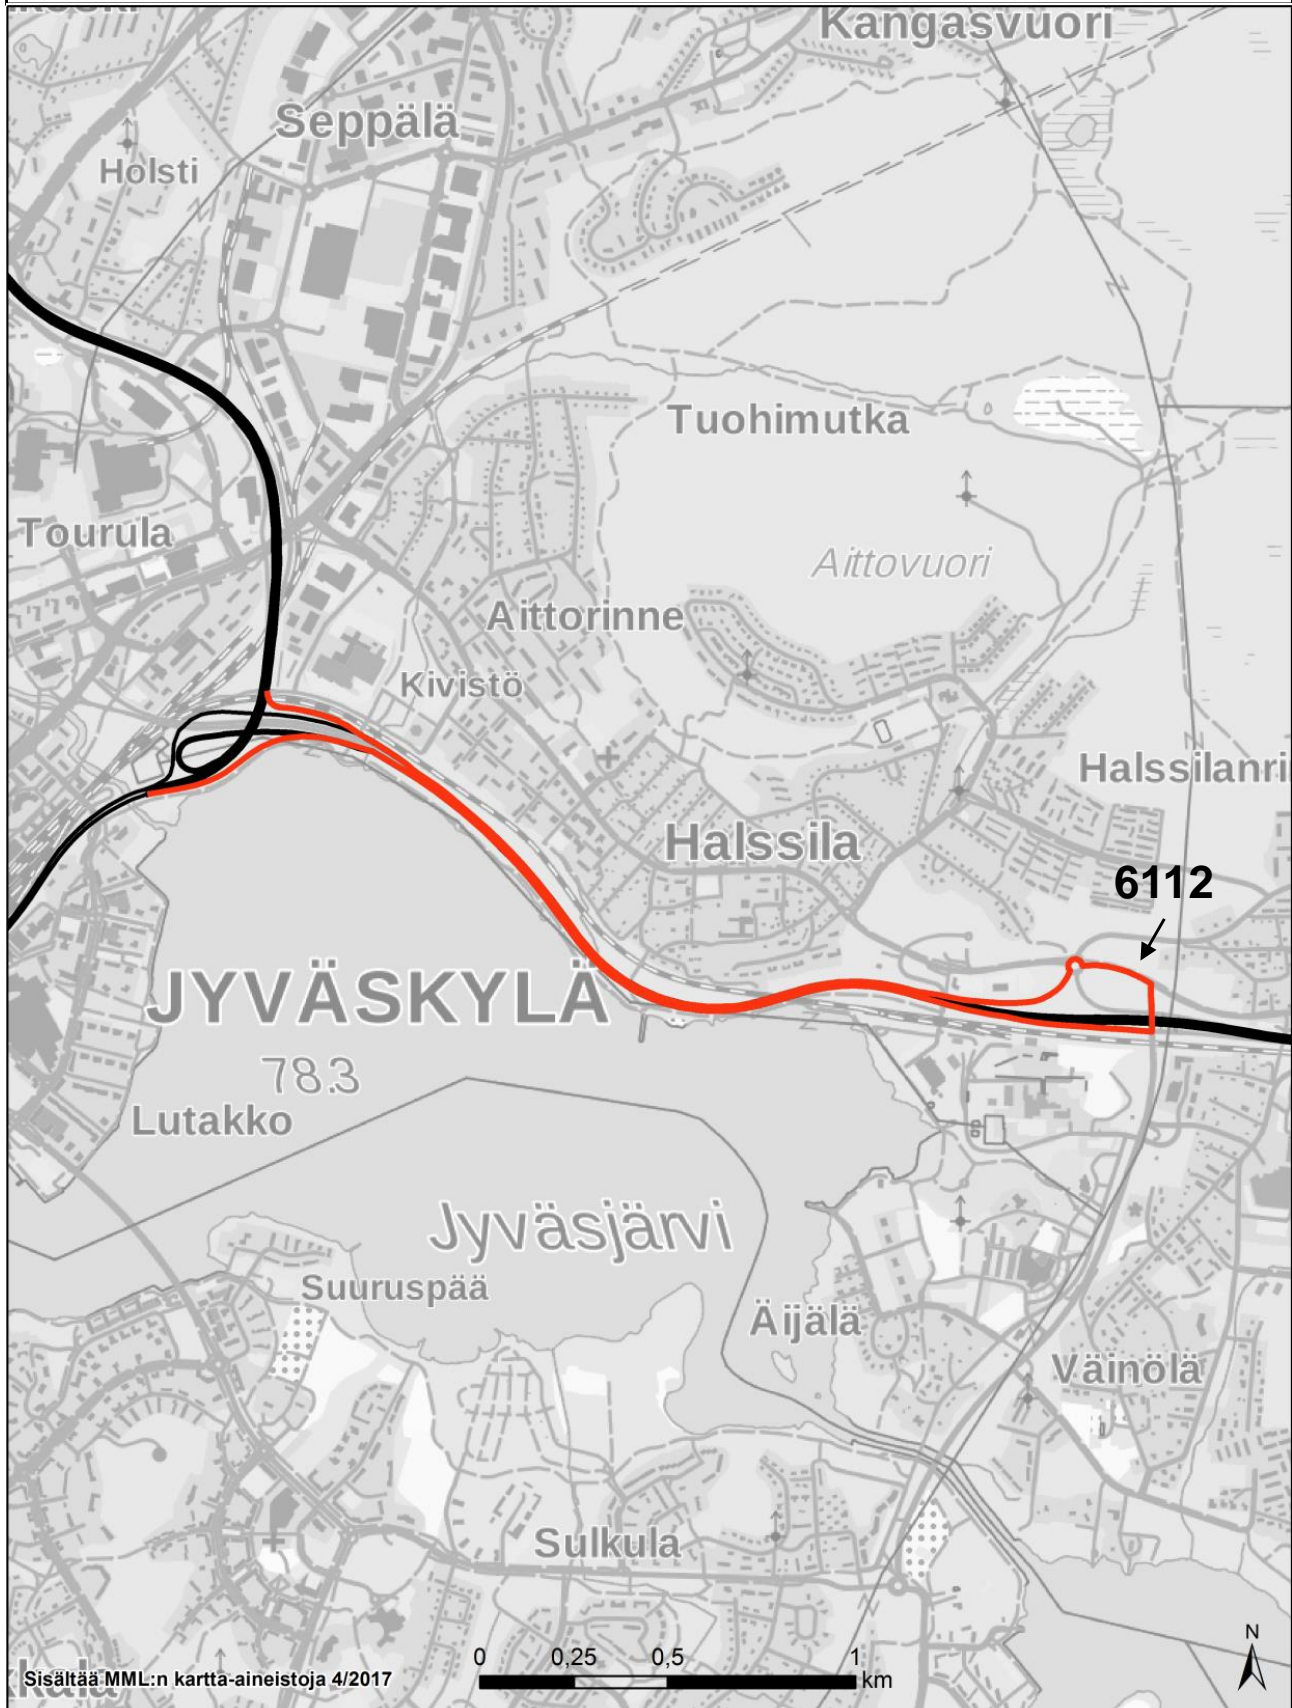 Kangasvuori
Seppälä
Holsti
Tuohimutka
Tourula
Aittovuori
Aittorinne
Kivistö
Halssilanri
Halssila
6112
JYVÄSKYLÄ
78.3
Lutakko
Jyväsjärvi
Suuruspää
Äijälä
Väinölä
Sulkula
N
0 0,25 0,5 1
km
Sisältää MML:n kartta-aineistoja 4/2017